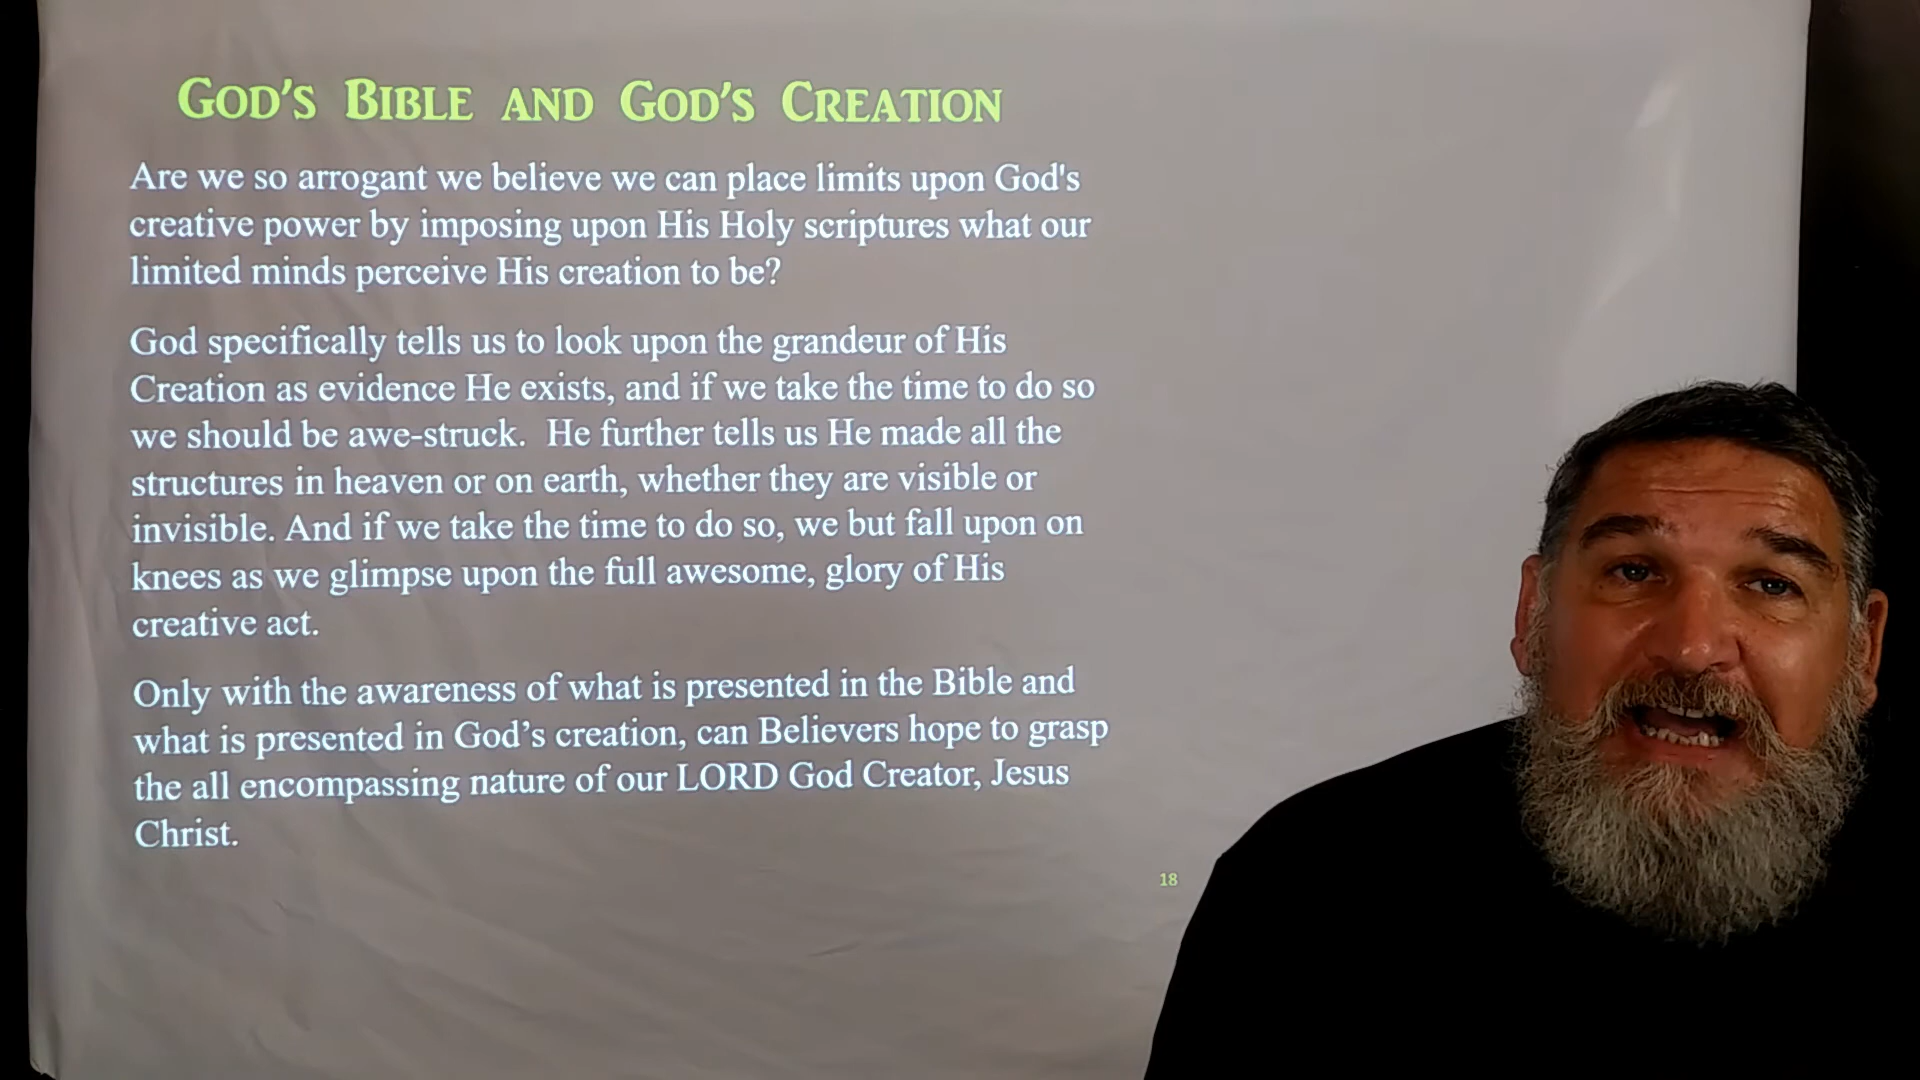 GOD'S BIBLE AND GOD'S CREATION
Are we so arrogant we believe we can place limits upon God's
creative power by imposing upon His Holy scriptures what our
limited minds perceive His creation to be?
God specifically tells us to look upon the grandeur of His
Creation as evidence He exists, and if we take the time to do so
we should be awe-struck.  He further tells us He made all the
structures in heaven or on earth, whether they are visible or
invisible. And if we take the time to do so, we but fall upon on
knees as we glimpse upon the full awesome, glory of His
creative act.
Only with the awareness of what is presented in the Bible and
what is presented in God’s creation, can Believers hope to grasp
the all encompassing nature of our LORD God Creator, Jesus
Christ.
18